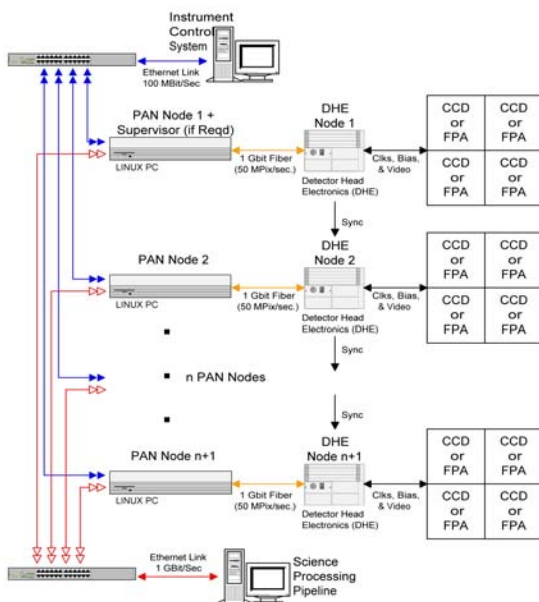 Instrument
Control
System
Ethernet Link
100 MBit/Sec
PAN Node 1 +
Supervisor (if Reqd)
LINUX PC
1 Gbit Fiber
(50 MPix/sec.)
DHE
Node 1
Detector Head
Electronics (DHE)
Clks, Bias,
& Video
CCD
or
FPA
CCD
or
FPA
CCD
or
FPA
CCD
or
FPA
Sync
PAN Node 2
LINUX PC
1 Gbit Fiber
(50 MPix/sec.)
DHE
Node 2
Detector Head
Electronics (DHE)
Clks, Bias,
& Video
CCD
or
FPA
CCD
or
FPA
CCD
or
FPA
CCD
or
FPA
Sync
n PAN Nodes
Sync
PAN Node n+1
LINUX PC
1 Gbit Fiber
(50 MPix/sec.)
DHE
Node n+1
Detector Head
Electronics (DHE)
Clks, Bias,
& Video
CCD
or
FPA
CCD
or
FPA
CCD
or
FPA
CCD
or
FPA
Ethernet Link
1 GBit/Sec
Science
Processing
Pipeline